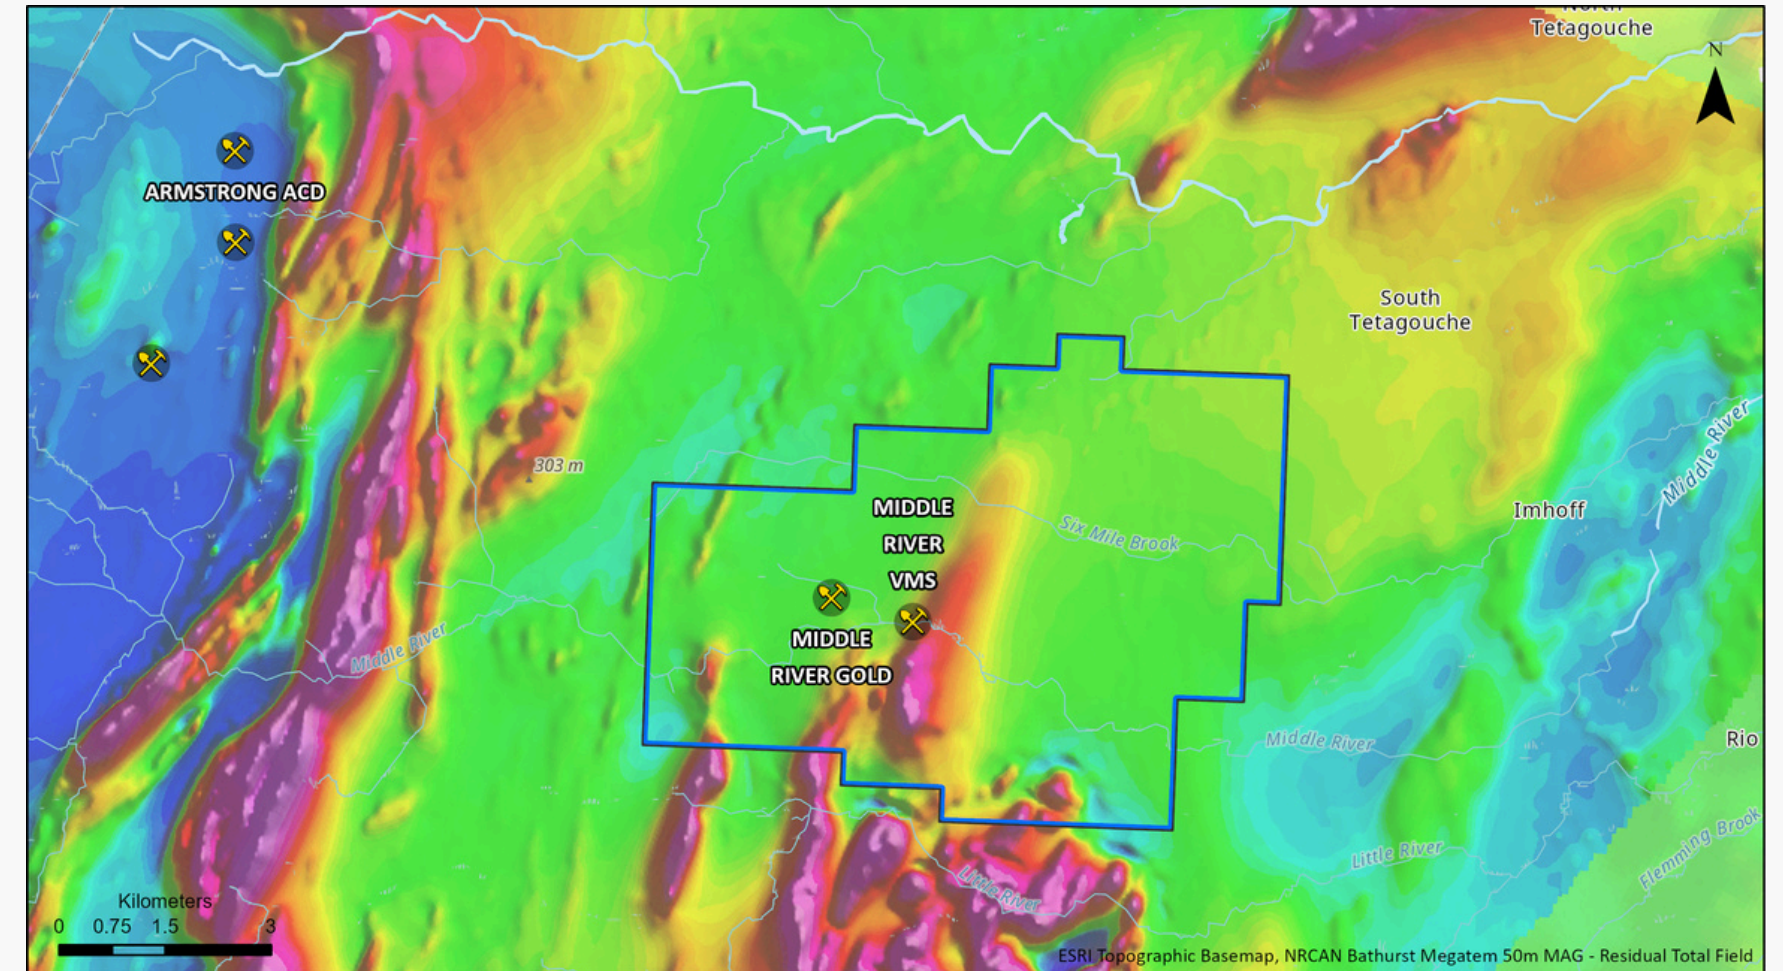 North
Tetagouche
N
ARMSTRONG ACD
South
Tetagouche
303 m
Middle River
Imhoff
MIDDLE
RIVER
VMS
Six Mile Brook
MIDDLE
RIVER GOLD
Middle River
Middle River
Rio
Little River
Flemming Brook
Little River
Kilometers
0 0.75 1.5 3
ESRI Topographic Basemap, NRCAN Bathurst Megatem 50m MAG - Residual Total Field